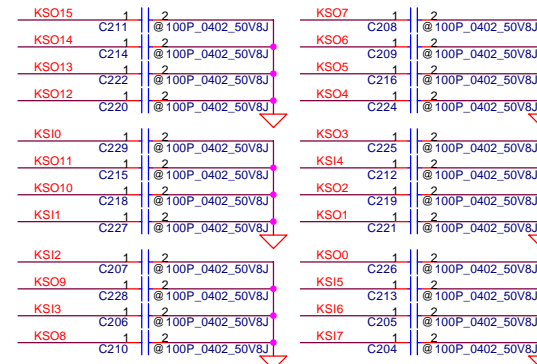 KSO15 1 2
C211 @100P_0402_50V8J
KSO14 1 2
C214 @100P_0402_50V8J
KSO13 1 2
C222 @100P_0402_50V8J
KSO12 1 2
C220 @100P_0402_50V8J
KSI0 1 2
C229 @100P_0402_50V8J
KSO11 1 2
C215 @100P_0402_50V8J
KSO10 1 2
C218 @100P_0402_50V8J
KSI1 1 2
C227 @100P_0402_50V8J
KSI2 1 2
C207 @100P_0402_50V8J
KSO9 1 2
C228 @100P_0402_50V8J
KSI3 1 2
C206 @100P_0402_50V8J
KSO8 1 2
C210 @100P_0402_50V8J
KSO7 1 2
C208 @100P_0402_50V8J
KSO6 1 2
C209 @100P_0402_50V8J
KSO5 1 2
C216 @100P_0402_50V8J
KSO4 1 2
C224 @100P_0402_50V8J
KSO3 1 2
C225 @100P_0402_50V8J
KSI4 1 2
C212 @100P_0402_50V8J
KSO2 1 2
C219 @100P_0402_50V8J
KSO1 1 2
C221 @100P_0402_50V8J
KSO0 1 2
C226 @100P_0402_50V8J
KSI5 1 2
C213 @100P_0402_50V8J
KSI6 1 2
C205 @100P_0402_50V8J
KSI7 1 2
C204 @100P_0402_50V8J